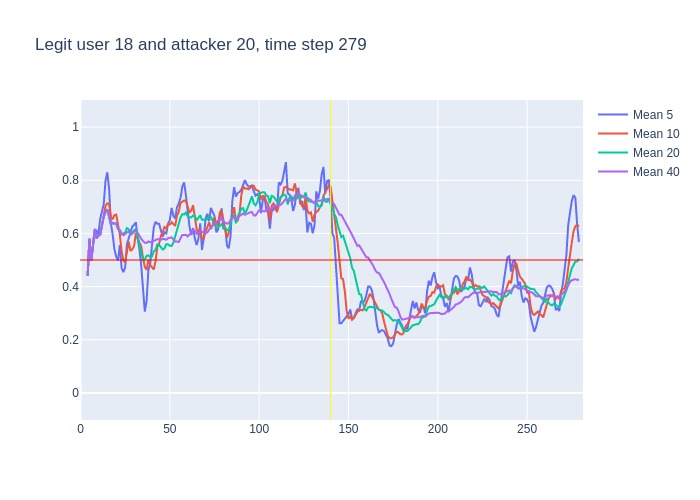 Legit user 18 and attacker 20, time step 279
Mean 5
Mean 10
Mean 20
Mean 40
1
0.8
0.6
0.4
0.2
0
0 50 100 150 200 250